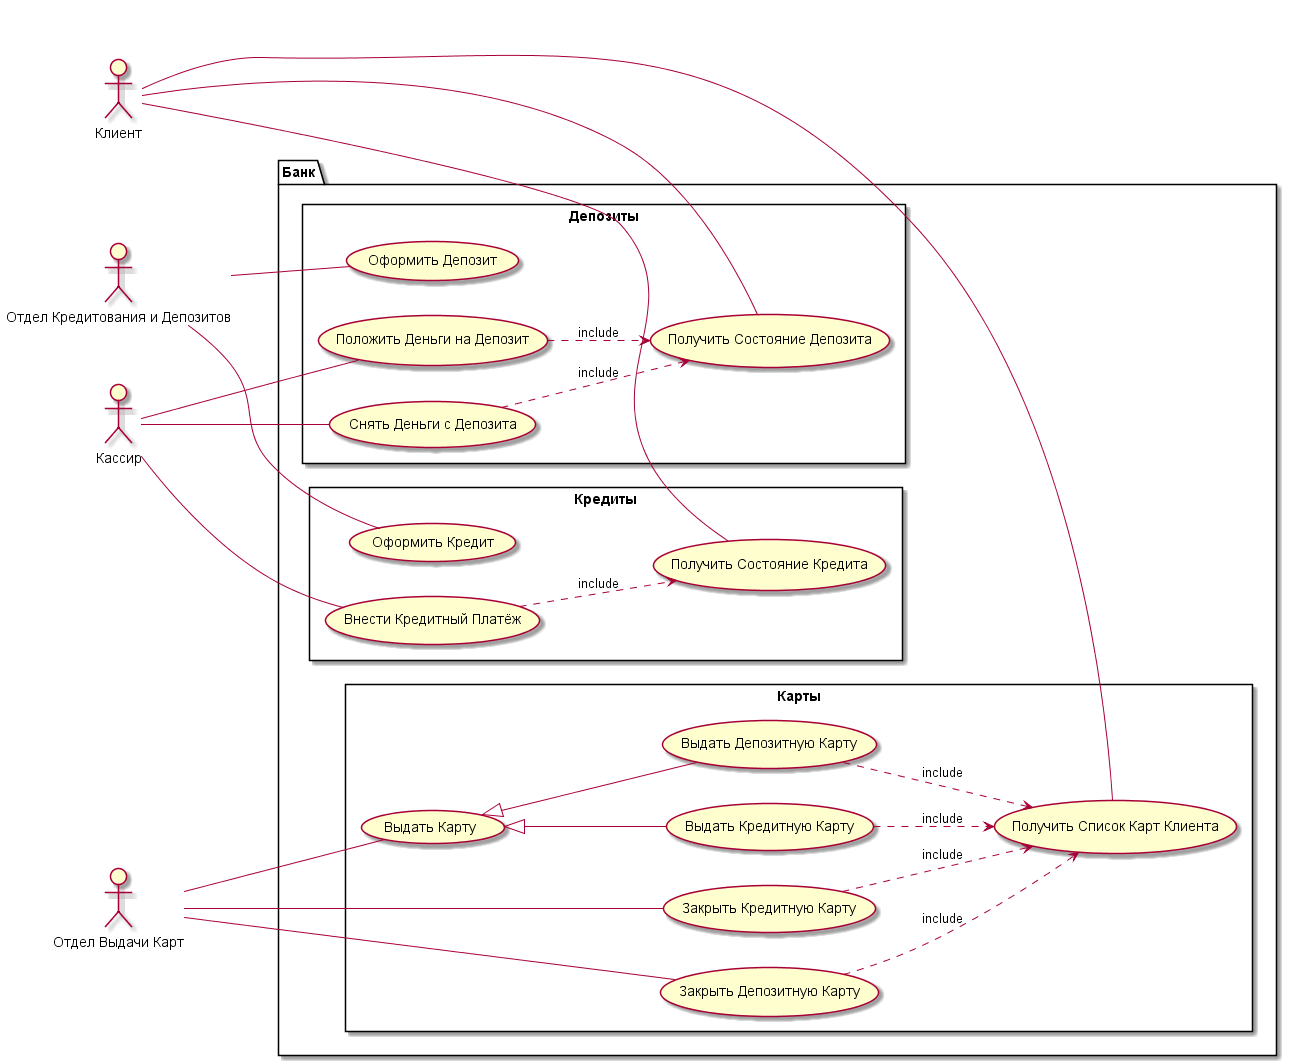 Клиент
Банк
Депозиты
Оформить Депозит
Отдел Кредитования и Депозитов
Положить Деньги на Депозит
include
Получить Состояние Депозита
include
Снять Деньги с Депозита
Кассир
Кредиты
Оформить Кредит
Получить Состояние Кредита
include
Внести Кредитный Платёж
Карты
Выдать Депозитную Карту
include
Выдать Карту
Выдать Кредитную Карту
include
Получить Список Карт Клиента
include
Закрыть Кредитную Карту
include
Отдел Выдачи Карт
Закрыть Депозитную Карту